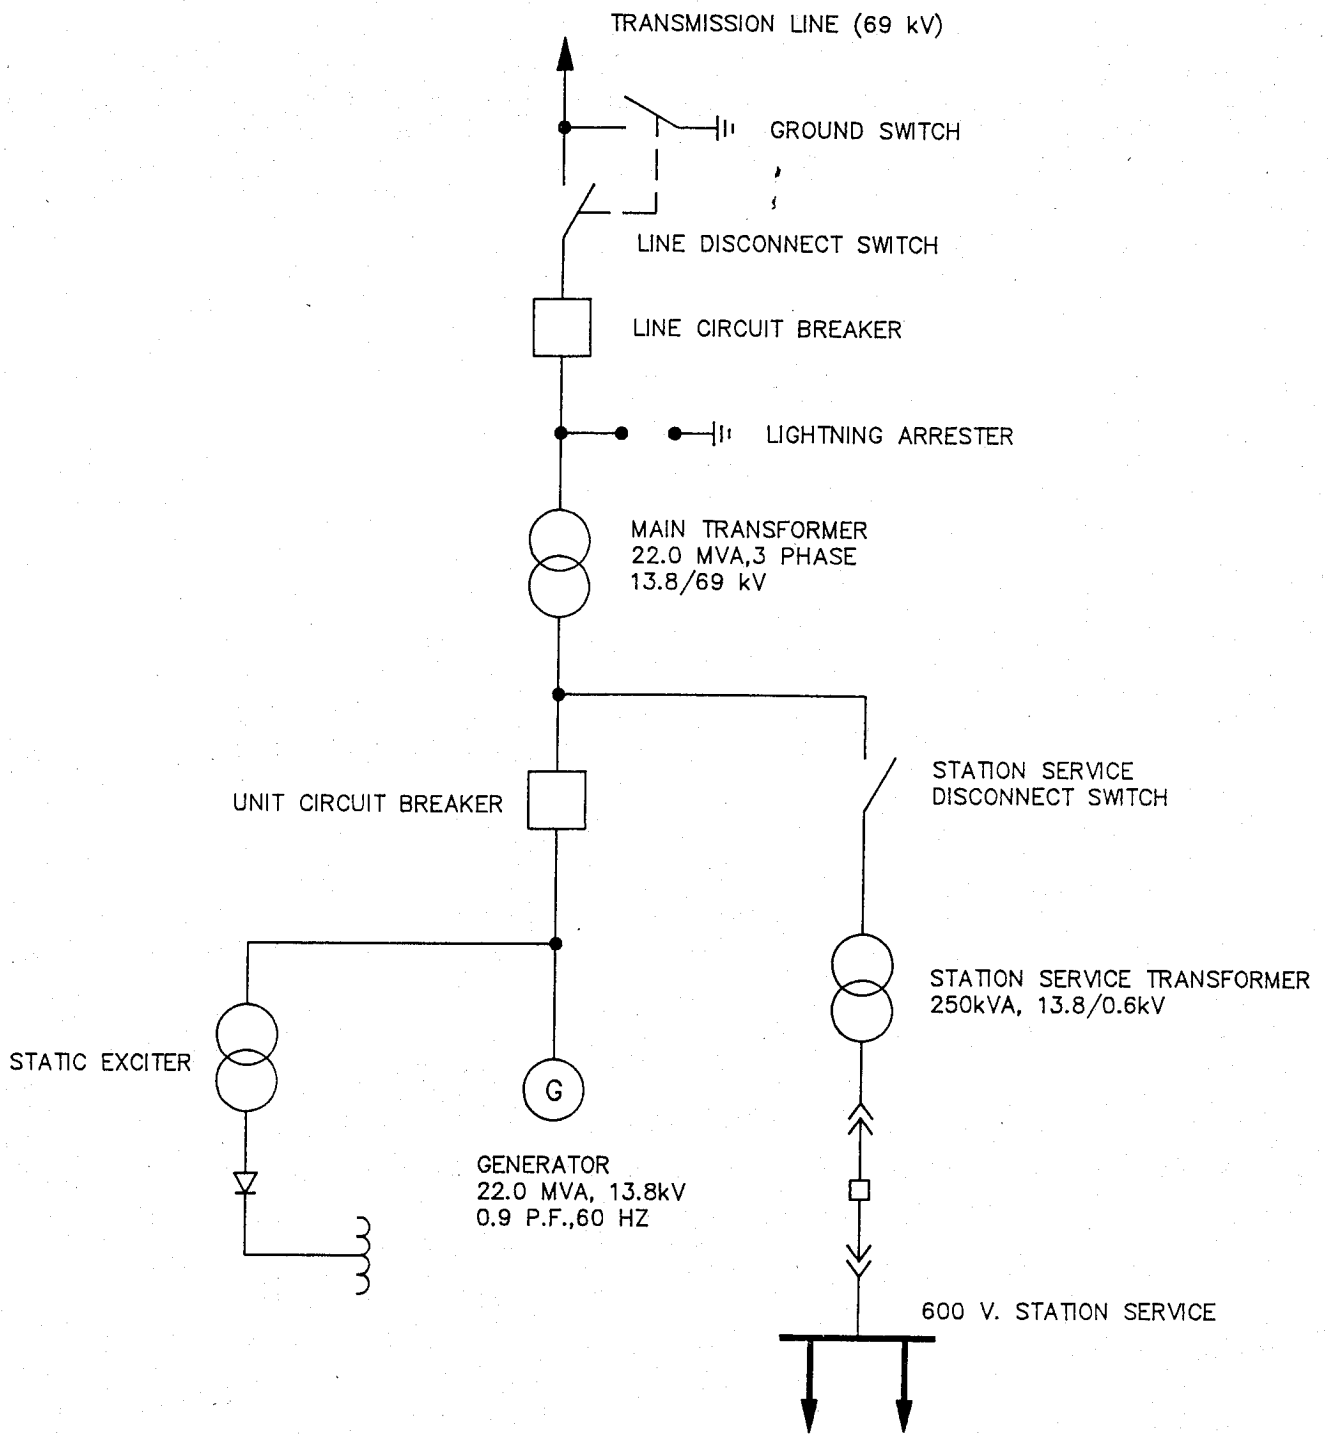 TRANSMISSION LINE (69 kV)
GROUND SWITCH
LINE DISCONNECT SWITCH
LINE CIRCUIT BREAKER
LIGHTNING ARRESTER
MAIN TRANSFORMER
22.0 MVA,3 PHASE
13.8/69 kV
STATION SERVICE
DISCONNECT SWITCH
UNIT CIRCUIT BREAKER
STATION SERVICE TRANSFORMER
250kVA, 13.8/0.6kV
STATIC EXCITER
G
GENERATOR
22.0 MVA, 13.8kV
0.9 P.F.,60 HZ
600 V. STATION SERVICE